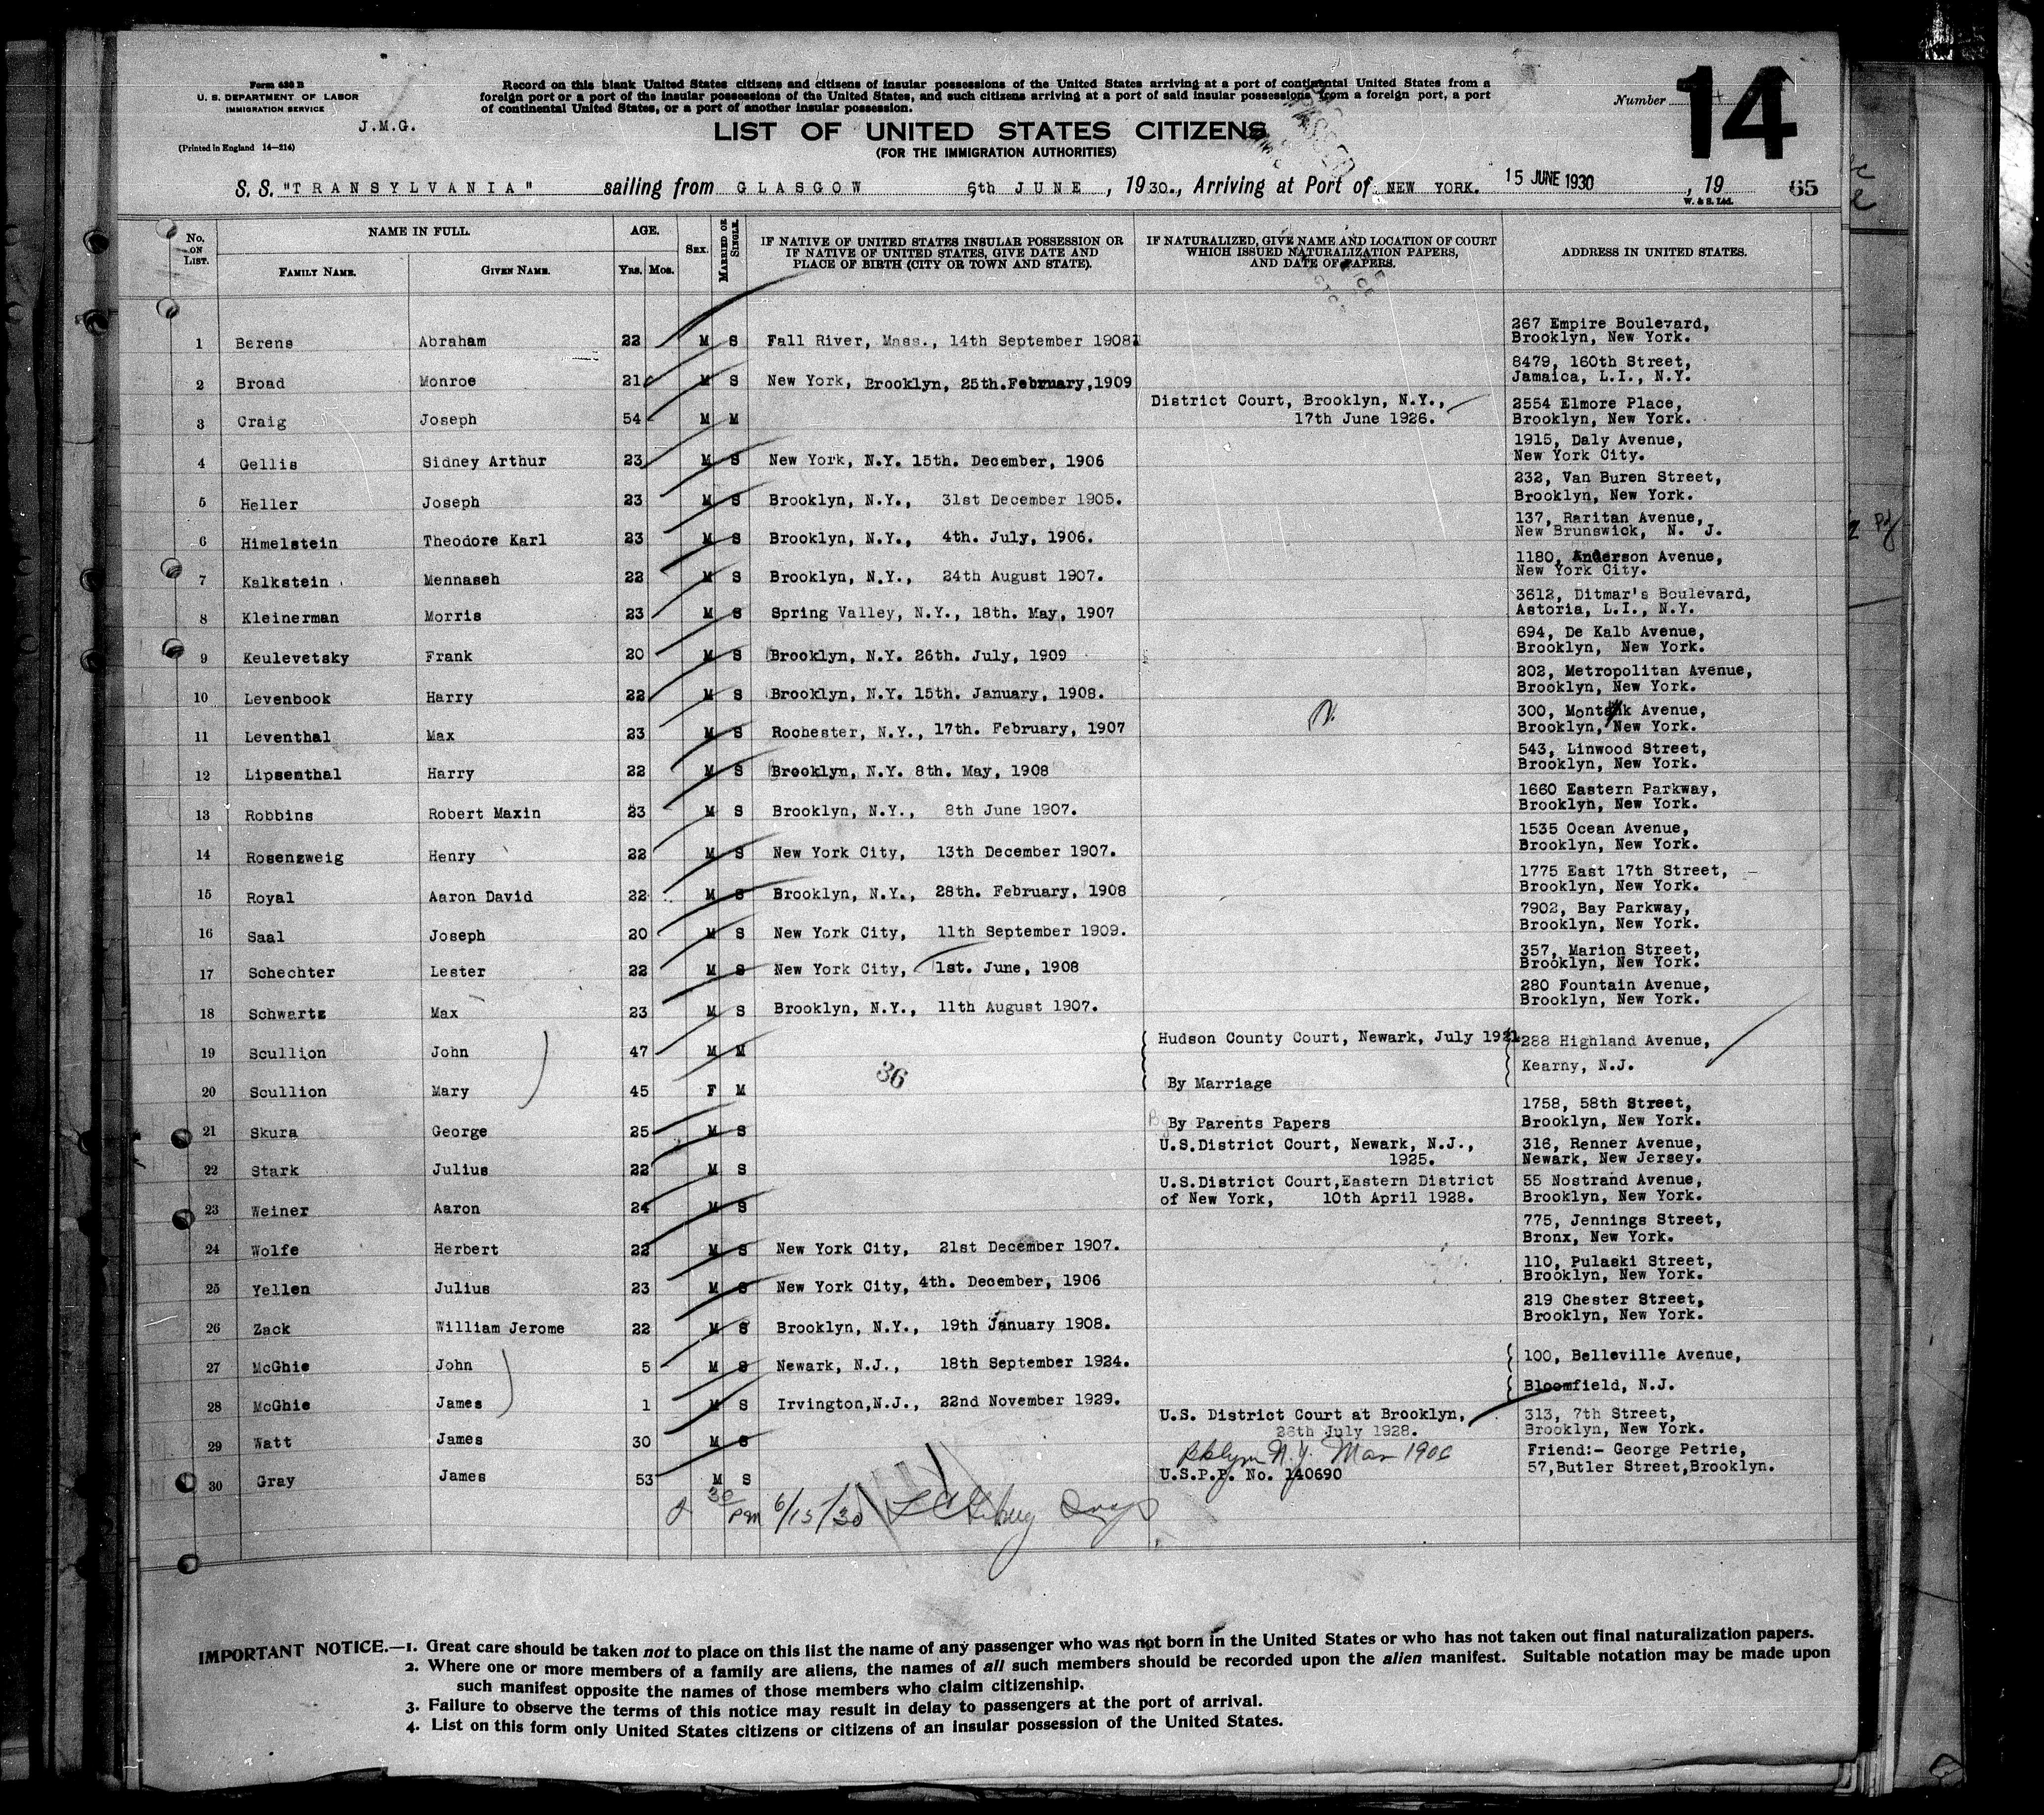 Form 630 B
U. S. DEPARTMENT OF LABOR
IMMIGRATION SERVICE
J.M.G.
(Printed in England 14—214)
Record on this blank United States citizens and citizens of insular possessions of the United States arriving at a port of continental United States from a
foreign port or a port of the insular possessions of the United States, and such citizens arriving at a port of said insular possessions from a foreign port, a port
of continental United States, or a port of another insular possession.
Number
14
LIST OF UNITED STATES CITIZENS
(FOR THE IMMIGRATION AUTHORITIES)
S. S. "TRANSYLVANIA" sailing from GLASGOW 6th JUNE, 1930., Arriving at Port of NEW YORK. 15 JUNE 1930, 19 65
W. & S. Ltd.
No. ON LIST. NAME IN FULL. FAMILY NAME. GIVEN NAME. AGE. YRS. MOS. SEX. MARRIED OR SINGLE. IF NATIVE OF UNITED STATES INSULAR POSSESSION OR IF NATIVE OF UNITED STATES, GIVE DATE AND PLACE OF BIRTH (CITY OR TOWN AND STATE). IF NATURALIZED, GIVE NAME AND LOCATION OF COURT WHICH ISSUED NATURALIZATION PAPERS, AND DATE OF PAPERS. ADDRESS IN UNITED STATES.
1 Berens Abraham 22 M S Fall River, Mass., 14th September 1908 267 Empire Boulevard, Brooklyn, New York.
2 Broad Monroe 21 M S New York, Brooklyn, 25th.February,1909 8479, 160th Street, Jamaica, L.I., N.Y.
3 Craig Joseph 54 M M District Court, Brooklyn, N.Y., 17th June 1926. 2554 Elmore Place, Brooklyn, New York.
4 Gellis Sidney Arthur 23 M S New York, N.Y. 15th. December, 1906 1915, Daly Avenue, New York City.
5 Heller Joseph 23 M S Brooklyn, N.Y., 31st December 1905. 232, Van Buren Street, Brooklyn, New York.
6 Himelstein Theodore Karl 23 M S Brooklyn, N.Y., 4th. July, 1906. 137, Raritan Avenue, New Brunswick, N. J.
7 Kalkstein Mennaseh 22 M S Brooklyn, N.Y., 24th August 1907. 1180, Anderson Avenue, New York City.
8 Kleinerman Morris 23 M S Spring Valley, N.Y., 18th. May, 1907 3612, Ditmar's Boulevard, Astoria, L.I., N.Y.
9 Keulevetsky Frank 20 M S Brooklyn, N.Y. 26th. July, 1909 694, De Kalb Avenue, Brooklyn, New York.
10 Levenbook Harry 22 M S Brooklyn, N.Y. 15th. January, 1908. 202, Metropolitan Avenue, Brooklyn, New York.
11 Leventhal Max 23 M S Rochester, N.Y., 17th. February, 1907 300, Montauk Avenue, Brooklyn, New York.
12 Lipsenthal Harry 22 M S Brooklyn, N.Y. 8th. May, 1908 543, Linwood Street, Brooklyn, New York.
13 Robbins Robert Maxin 23 M S Brooklyn, N.Y., 8th June 1907. 1660 Eastern Parkway, Brooklyn, New York.
14 Rosenzweig Henry 22 M S New York City, 13th December 1907. 1535 Ocean Avenue, Brooklyn, New York.
15 Royal Aaron David 22 M S Brooklyn, N.Y., 28th. February, 1908 1775 East 17th Street, Brooklyn, New York.
16 Saal Joseph 20 M S New York City, 11th September 1909. 7902, Bay Parkway, Brooklyn, New York.
17 Schechter Lester 22 M S New York City, 1st. June, 1908 357, Marion Street, Brooklyn, New York.
18 Schwartz Max 23 M S Brooklyn, N.Y., 11th August 1907. 280 Fountain Avenue, Brooklyn, New York.
19 Scullion John 47 M M Hudson County Court, Newark, July 1921 288 Highland Avenue,
20 Scullion Mary 45 F M 36 By Marriage Kearny, N.J.
21 Skura George 25 M S By Parents Papers 1758, 58th Street, Brooklyn, New York.
22 Stark Julius 22 M S U.S.District Court, Newark, N.J., 1925. 316, Renner Avenue, Newark, New Jersey.
23 Weiner Aaron 24 M S U.S.District Court,Eastern District of New York, 10th April 1928. 55 Nostrand Avenue, Brooklyn, New York.
24 Wolfe Herbert 22 M S New York City, 21st December 1907. 775, Jennings Street, Bronx, New York.
25 Yellen Julius 23 M S New York City, 4th. December, 1906 110, Pulaski Street, Brooklyn, New York.
26 Zack William Jerome 22 M S Brooklyn, N.Y., 19th January 1908. 219 Chester Street, Brooklyn, New York.
27 McGhie John 5 M S Newark, N.J., 18th September 1924. 100, Belleville Avenue,
28 McGhie James 1 M S Irvington,N.J., 22nd November 1929. Bloomfield, N.J.
29 Watt James 30 M S U.S. District Court at Brooklyn, 26th July 1928. 313, 7th Street, Brooklyn, New York.
30 Gray James 53 M S Bklyn N.Y. Mar 1906 U.S.P.P. No. 140690 Friend:- George Petrie, 57,Butler Street,Brooklyn.
30 pm 6/15/30
IMPORTANT NOTICE.—1. Great care should be taken not to place on this list the name of any passenger who was not born in the United States or who has not taken out final naturalization papers.
2. Where one or more members of a family are aliens, the names of all such members should be recorded upon the alien manifest. Suitable notation may be made upon
such manifest opposite the names of those members who claim citizenship.
3. Failure to observe the terms of this notice may result in delay to passengers at the port of arrival.
4. List on this form only United States citizens or citizens of an insular possession of the United States.